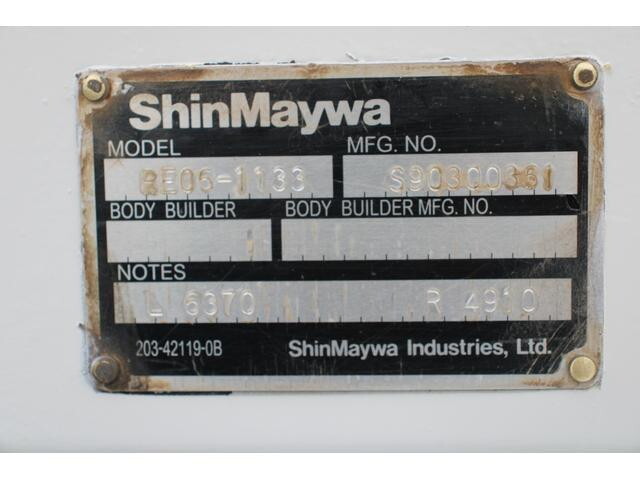 ShinMaywa
MODEL MFG. NO.
RE06-1133 S90300361
BODY BUILDER BODY BUILDER MFG. NO.
NOTES
L 6370 R 4910
203-42119-0B ShinMaywa Industries, Ltd.